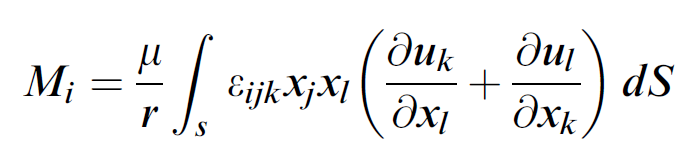 M_i = \frac{\mu}{r} \int_s \varepsilon_{ijk} x_j x_l \left( \frac{\partial u_k}{\partial x_l} + \frac{\partial u_l}{\partial x_k} \right) dS